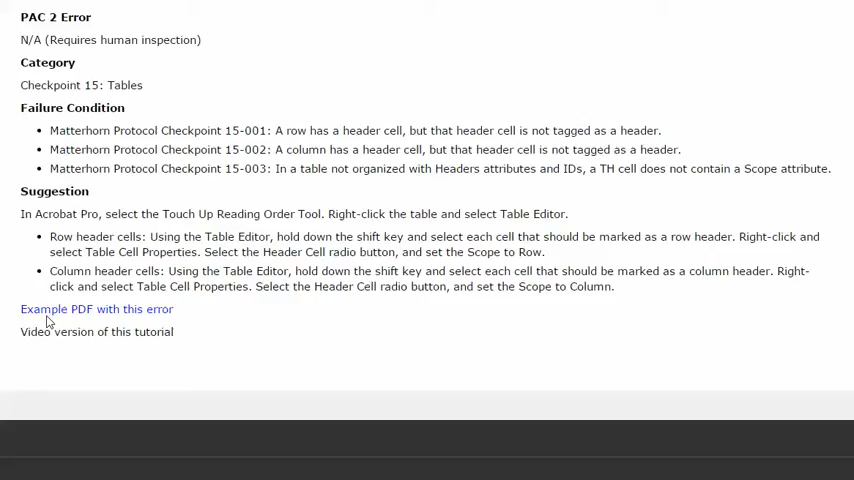 PAC 2 Error
N/A (Requires human inspection)
Category
Checkpoint 15: Tables
Failure Condition
• Matterhorn Protocol Checkpoint 15-001: A row has a header cell, but that header cell is not tagged as a header.
• Matterhorn Protocol Checkpoint 15-002: A column has a header cell, but that header cell is not tagged as a header.
• Matterhorn Protocol Checkpoint 15-003: In a table not organized with Headers attributes and IDs, a TH cell does not contain a Scope attribute.
Suggestion
In Acrobat Pro, select the Touch Up Reading Order Tool. Right-click the table and select Table Editor.
• Row header cells: Using the Table Editor, hold down the shift key and select each cell that should be marked as a row header. Right-click and
select Table Cell Properties. Select the Header Cell radio button, and set the Scope to Row.
• Column header cells: Using the Table Editor, hold down the shift key and select each cell that should be marked as a column header. Right-
click and select Table Cell Properties. Select the Header Cell radio button, and set the Scope to Column.
Example PDF with this error
Video version of this tutorial